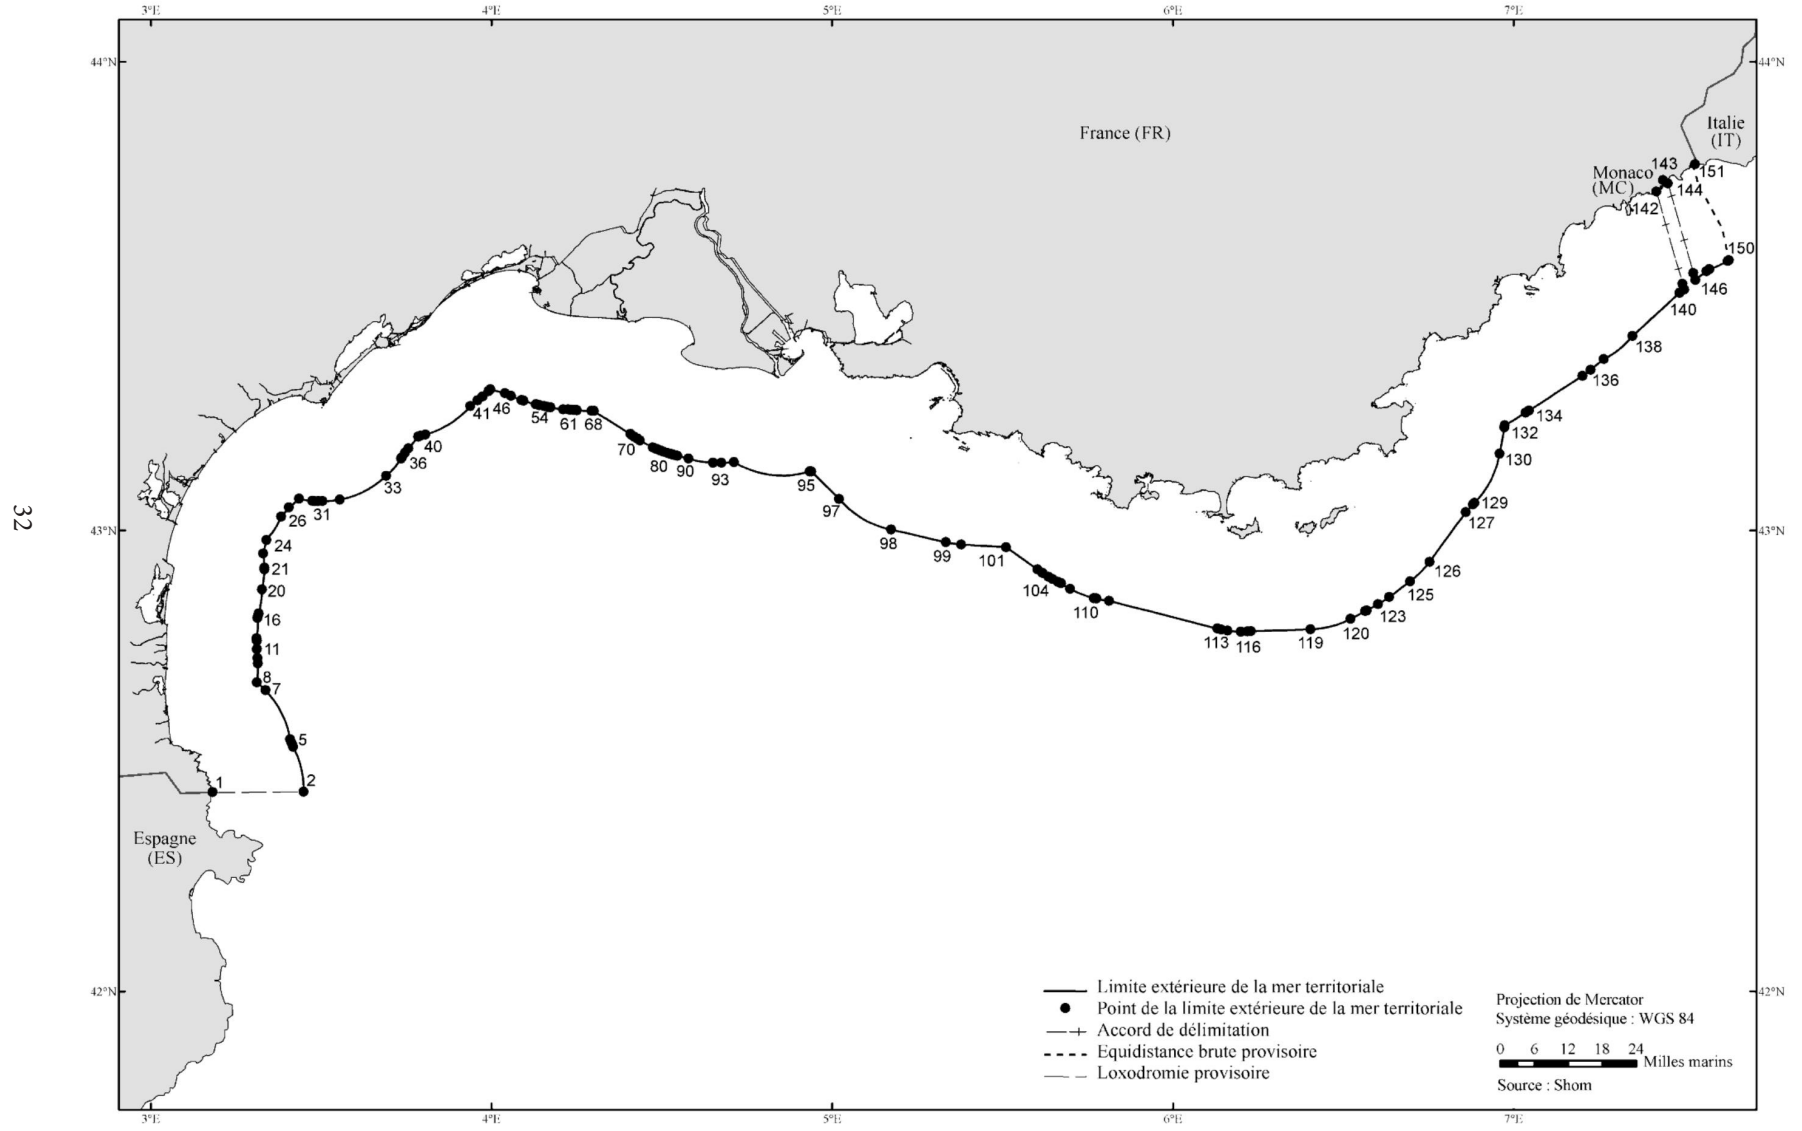 3°E 4°E 5°E 6°E 7°E
44°N 44°N
France (FR)
Italie
(IT)
Monaco
(MC)
143
151
144
142
150
146
140
138
136
134
132
130
129
127
126
125
123
120
119
116
113
110
104
101
99
98
97
95
93
90
80
70
68
61
54
46
41
40
36
33
31
26
24
21
20
16
11
8
7
5
2
1
43°N 43°N
32
Espagne
(ES)
42°N 42°N
Limite extérieure de la mer territoriale
Point de la limite extérieure de la mer territoriale
Accord de délimitation
Equidistance brute provisoire
Loxodromie provisoire
Projection de Mercator
Système géodésique : WGS 84
0 6 12 18 24
Milles marins
Source : Shom
3°E 4°E 5°E 6°E 7°E